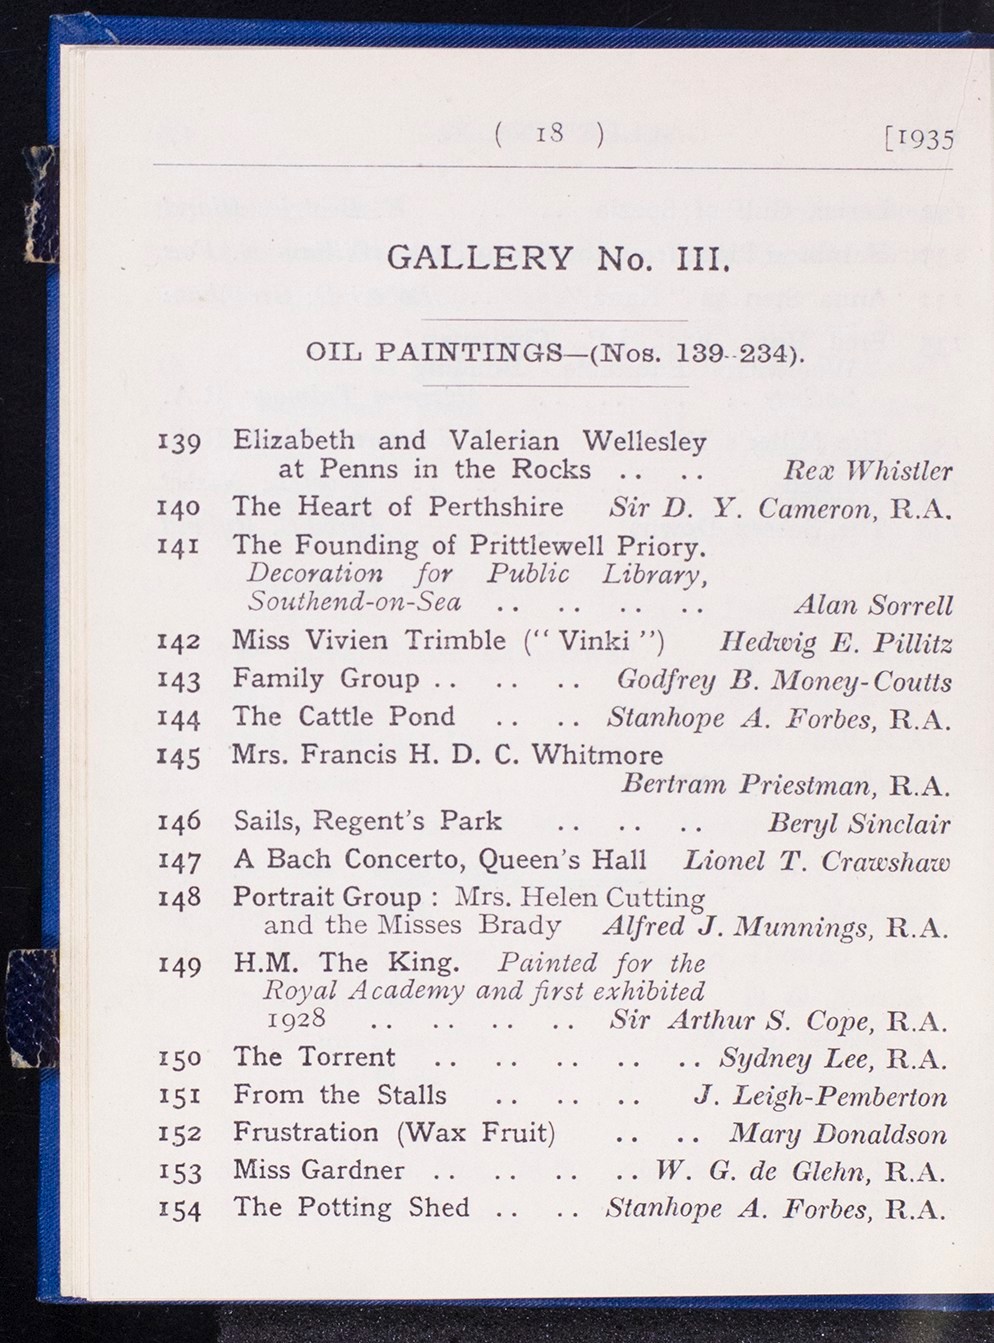 ( 18 ) [1935
GALLERY No. III.
OIL PAINTINGS—(Nos. 139-234).
139 Elizabeth and Valerian Wellesley
at Penns in the Rocks .. .. Rex Whistler
140 The Heart of Perthshire Sir D. Y. Cameron, R.A.
141 The Founding of Prittlewell Priory.
Decoration for Public Library,
Southend-on-Sea .. .. .. .. Alan Sorrell
142 Miss Vivien Trimble (“ Vinki ”) Hedwig E. Pillitz
143 Family Group .. .. .. Godfrey B. Money-Coutts
144 The Cattle Pond .. .. Stanhope A. Forbes, R.A.
145 Mrs. Francis H. D. C. Whitmore
Bertram Priestman, R.A.
146 Sails, Regent's Park .. .. .. Beryl Sinclair
147 A Bach Concerto, Queen's Hall Lionel T. Crawshaw
148 Portrait Group : Mrs. Helen Cutting
and the Misses Brady Alfred J. Munnings, R.A.
149 H.M. The King. Painted for the
Royal Academy and first exhibited
1928 .. .. .. .. Sir Arthur S. Cope, R.A.
150 The Torrent .. .. .. .. .. Sydney Lee, R.A.
151 From the Stalls .. .. .. J. Leigh-Pemberton
152 Frustration (Wax Fruit) .. .. Mary Donaldson
153 Miss Gardner .. .. .. .. W. G. de Glehn, R.A.
154 The Potting Shed .. .. Stanhope A. Forbes, R.A.